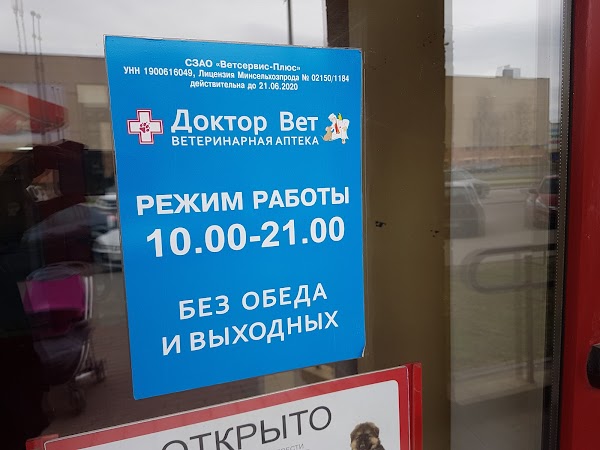 СЗАО «Ветсервис-Плюс»
УНН 1900616049, Лицензия Минсельхозпрода № 02150/1184
действительна до 21.06.2020
Доктор Вет
ВЕТЕРИНАРНАЯ АПТЕКА
РЕЖИМ РАБОТЫ
10.00-21.00
БЕЗ ОБЕДА
И ВЫХОДНЫХ
ОТКРЫТО